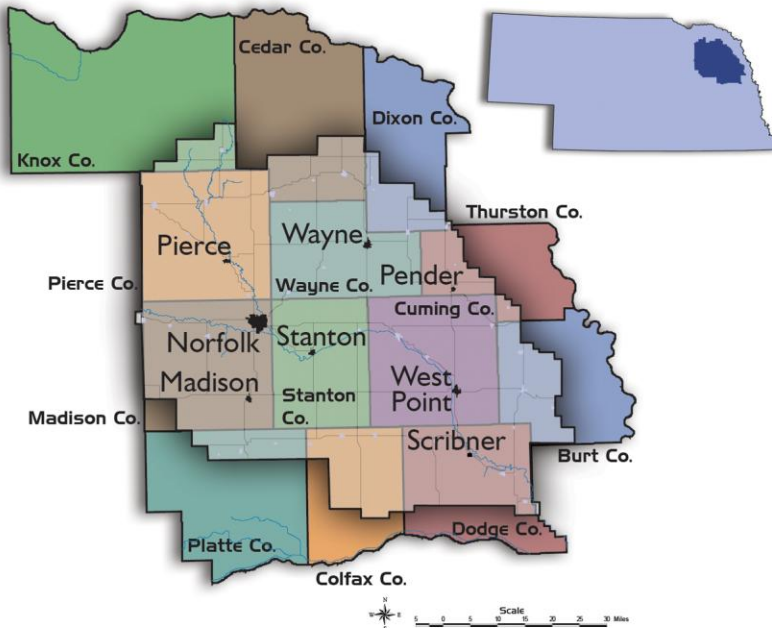 Cedar Co.
Dixon Co.
Knox Co.
Thurston Co.
Pierce
Wayne
Pender
Pierce Co.
Wayne Co.
Cuming Co.
Norfolk
Stanton
Madison
West
Point
Stanton
Co.
Madison Co.
Scribner
Burt Co.
Platte Co.
Dodge Co.
Colfax Co.
N
Scale
5 0 5 10 15 20 25 30 Miles